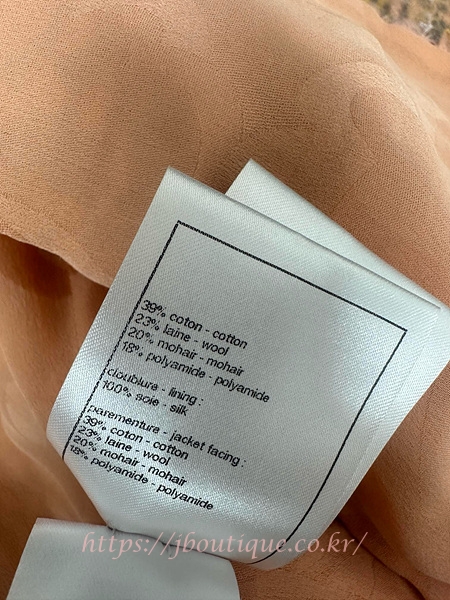 39% coton - cotton
23% laine - wool
20% mohair - mohair
18% polyamide - polyamide
doublure - lining :
100% soie - silk
parementure - jacket facing :
39% coton - cotton
23% laine - wool
20% mohair - mohair
18% polyamide - polyamide
https://jboutique.co.kr/